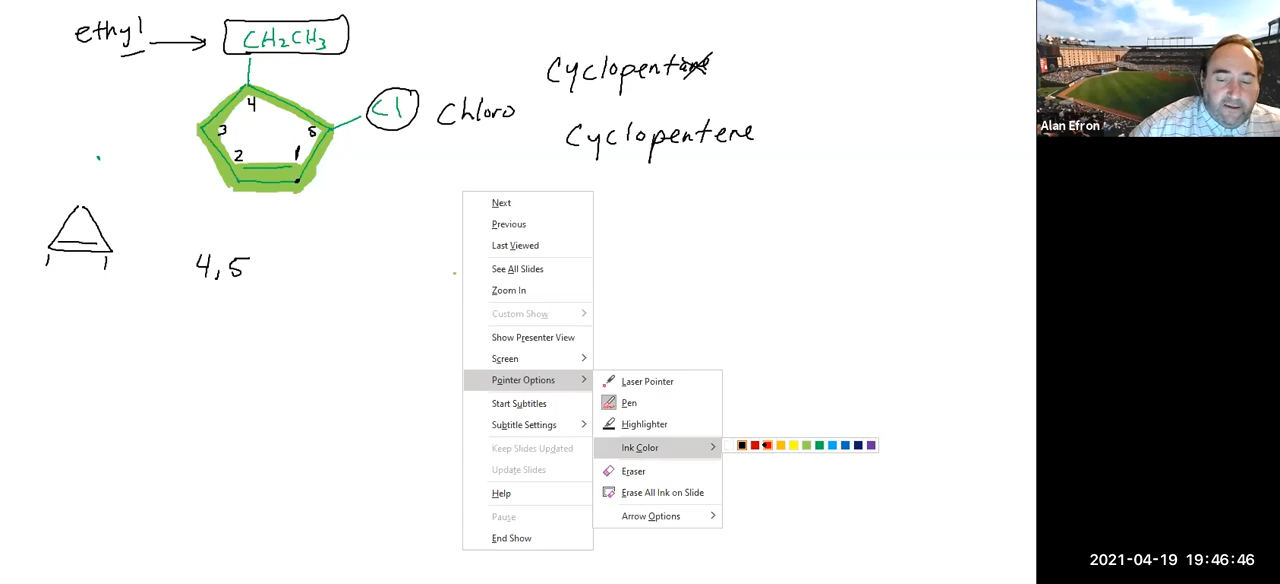 ethyl
CH2CH3
Cyclopentane
4
Cl
Chloro
3
5
Cyclopentene
2
1
1
1
4,5
Next
Previous
Last Viewed
See All Slides
Zoom In
Custom Show
Show Presenter View
Screen
Pointer Options
Start Subtitles
Subtitle Settings
Keep Slides Updated
Update Slides
Help
Pause
End Show
Laser Pointer
Pen
Highlighter
Ink Color
Eraser
Erase All Ink on Slide
Arrow Options
Alan Efron
2021-04-19 19:46:46